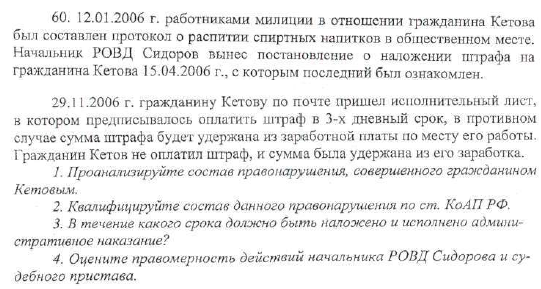 60. 12.01.2006 г. работниками милиции в отношении гражданина Кетова
был составлен протокол о распитии спиртных напитков в общественном месте.
Начальник РОВД Сидоров вынес постановление о наложении штрафа на
гражданина Кетова 15.04.2006 г., с которым последний был ознакомлен.
29.11.2006 г. гражданину Кетову по почте пришел исполнительный лист,
в котором предписывалось оплатить штраф в 3-х дневный срок, в противном
случае сумма штрафа будет удержана из заработной платы по месту его работы.
Гражданин Кетов не оплатил штраф, и сумма была удержана из его заработка.
1. Проанализируйте состав правонарушения, совершенного гражданином
Кетовым.
2. Квалифицируйте состав данного правонарушения по ст. КоАП РФ.
3. В течение какого срока должно быть наложено и исполнено админи-
стративное наказание?
4. Оцените правомерность действий начальника РОВД Сидорова и су-
дебного пристава.